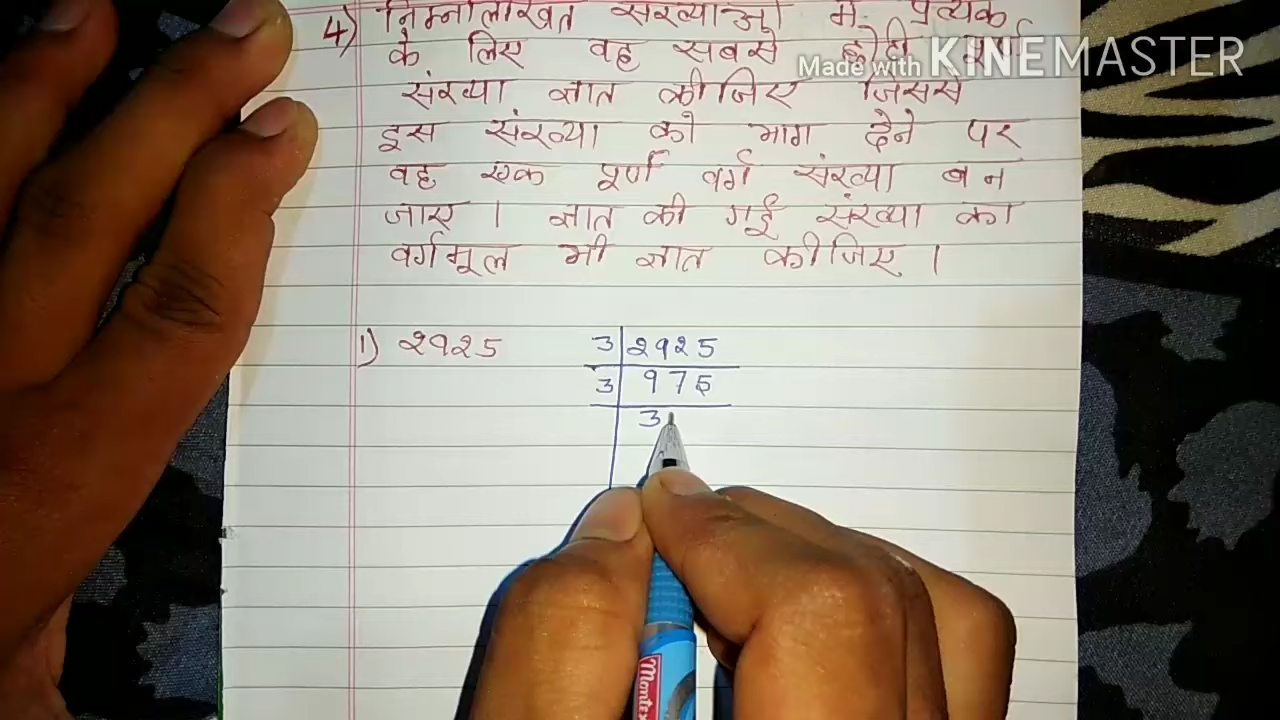 4) निम्नलिखित संख्याओं में प्रत्येक
के लिए वह सबसे छोटी पूर्ण
Made with KINEMASTER
संख्या ज्ञात कीजिए जिससे
इस संख्या को भाग देने पर
वह एक पूर्ण वर्ग संख्या बन
जाए । ज्ञात की गई संख्या का
वर्गमूल भी ज्ञात कीजिए ।
1) 2925 3 2925
3 975
3
Montex